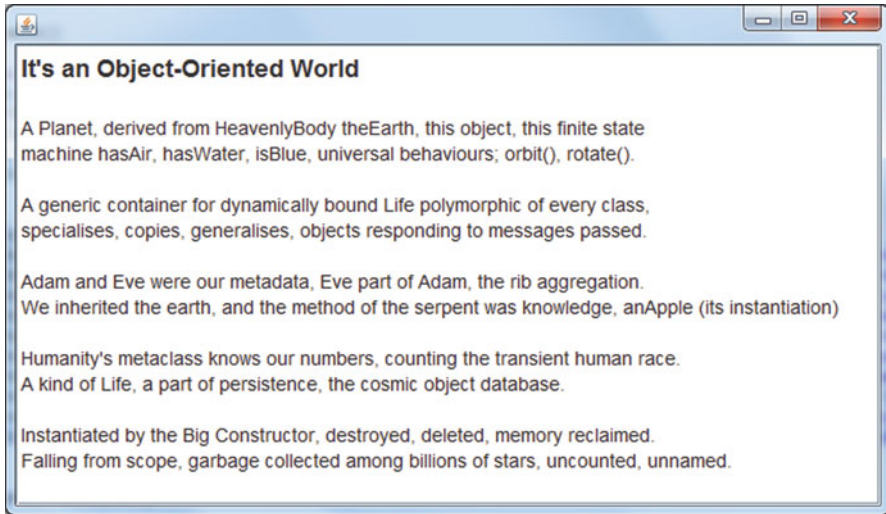 It's an Object-Oriented World
A Planet, derived from HeavenlyBody theEarth, this object, this finite state
machine hasAir, hasWater, isBlue, universal behaviours; orbit(), rotate().
A generic container for dynamically bound Life polymorphic of every class,
specialises, copies, generalises, objects responding to messages passed.
Adam and Eve were our metadata, Eve part of Adam, the rib aggregation.
We inherited the earth, and the method of the serpent was knowledge, anApple (its instantiation)
Humanity's metaclass knows our numbers, counting the transient human race.
A kind of Life, a part of persistence, the cosmic object database.
Instantiated by the Big Constructor, destroyed, deleted, memory reclaimed.
Falling from scope, garbage collected among billions of stars, uncounted, unnamed.